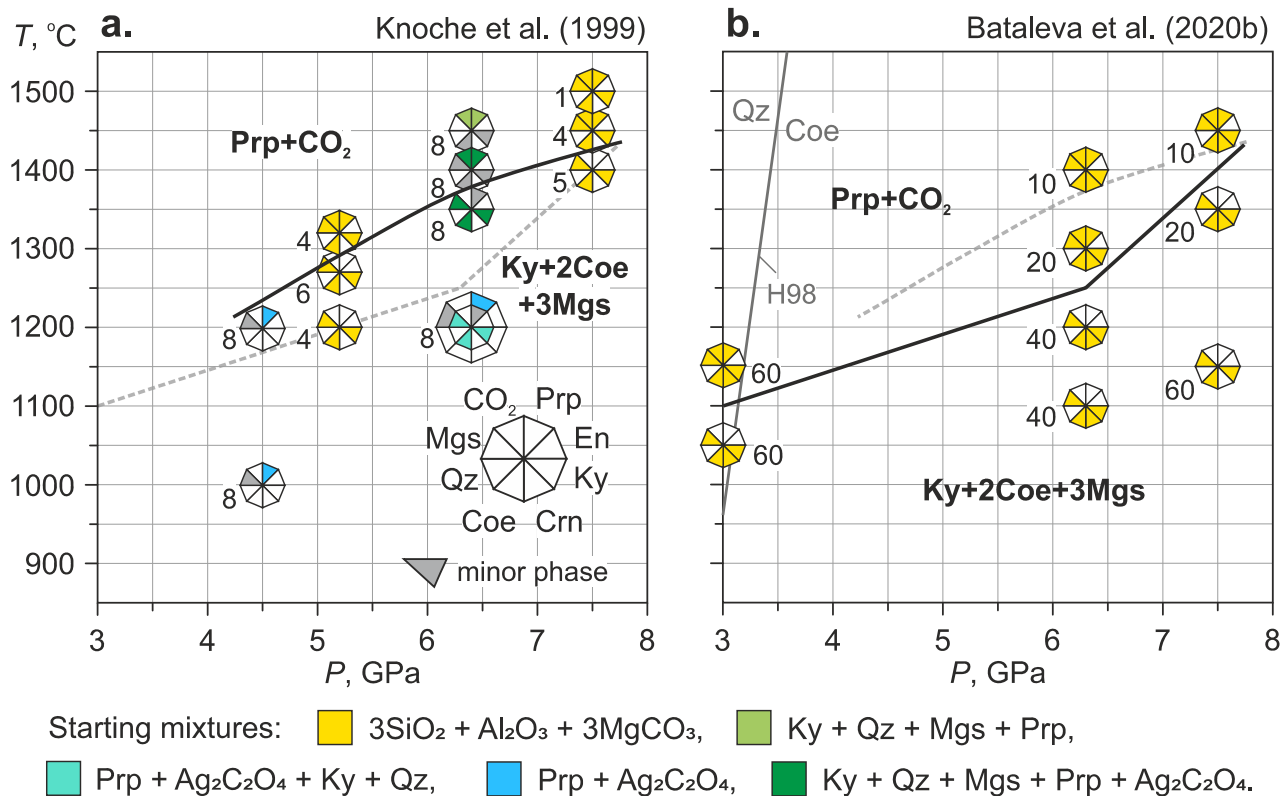 a.
Knoche et al. (1999)
T, °C
1500
1400
1300
1200
1100
1000
900
Prp+CO₂
1
4
5
8
8
8
4
6
4
8
8
8
Ky+2Coe
+3Mgs
CO₂ Prp
Mgs En
Qz Ky
Coe Crn
minor phase
3 4 5 6 7 8
P, GPa
b.
Bataleva et al. (2020b)
Qz
Coe
H98
Prp+CO₂
10
10
20
20
40
40
60
60
60
Ky+2Coe+3Mgs
3 4 5 6 7 8
P, GPa
Starting mixtures: 3SiO₂ + Al₂O₃ + 3MgCO₃, Ky + Qz + Mgs + Prp,
Prp + Ag₂C₂O₄ + Ky + Qz, Prp + Ag₂C₂O₄, Ky + Qz + Mgs + Prp + Ag₂C₂O₄.